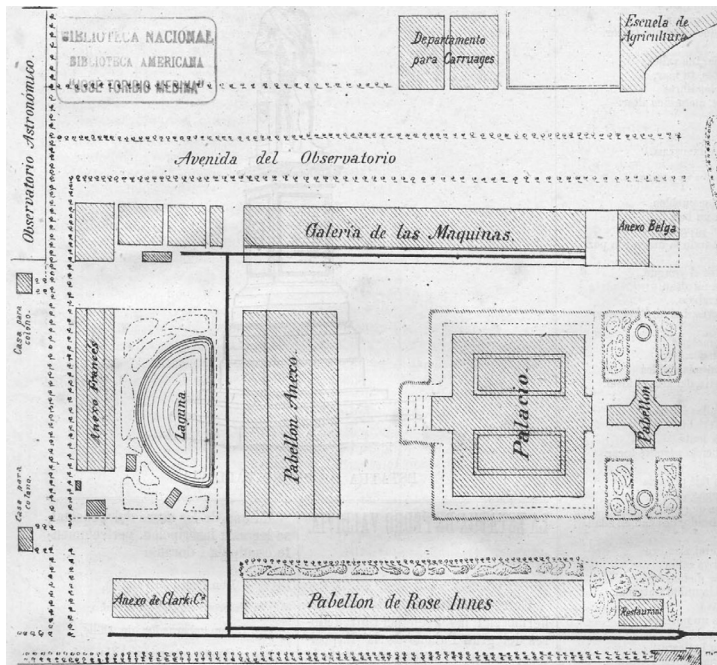 BIBLIOTECA NACIONAL
BIBLIOTECA AMERICANA
"JOSÉ TORIBIO MEDINA"
Departamento
para Carruages
Escuela de
Agricultura
Observatorio Astronómico.
Avenida del Observatorio
Galeria de las Maquinas.
Anexo Belga
Casa para
colono.
Anexo Frances
Laguna
Pabellon Anexo.
Palacio.
Pabellon
Casa para
colono.
Anexo de Clark i Cª
Pabellon de Rose Innes
Restaurant